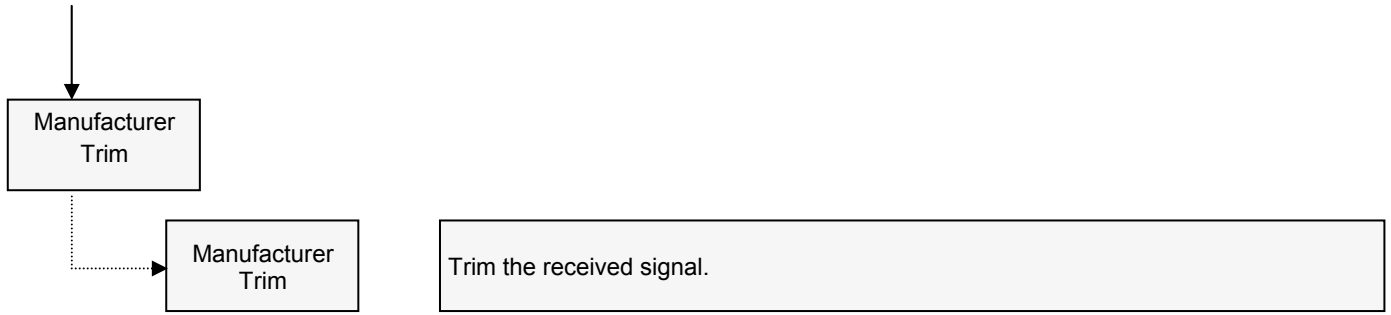 Manufacturer
Trim
Manufacturer
Trim
Trim the received signal.